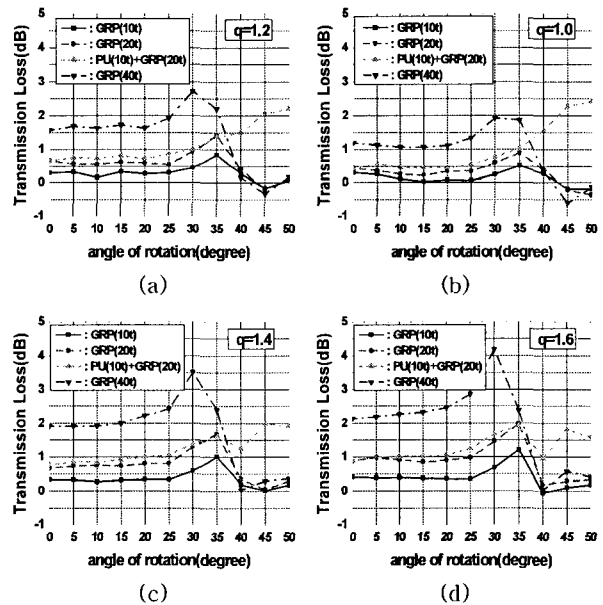 5
: GRP(10t)
q=1.2
4
: GRP(20t)
: PU(10t)+GRP(20t)
3
: GRP(40t)
2
1
0
-1
0 5 10 15 20 25 30 35 40 45 50
Transmission Loss(dB)
angle of rotation(degree)
(a)
5
: GRP(10t)
q=1.0
4
: GRP(20t)
: PU(10t)+GRP(20t)
3
: GRP(40t)
2
1
0
-1
0 5 10 15 20 25 30 35 40 45 50
Transmission Loss(dB)
angle of rotation(degree)
(b)
5
: GRP(10t)
q=1.4
4
: GRP(20t)
: PU(10t)+GRP(20t)
3
: GRP(40t)
2
1
0
-1
0 5 10 15 20 25 30 35 40 45 50
Transmission Loss(dB)
angle of rotation(degree)
(c)
5
: GRP(10t)
q=1.6
4
: GRP(20t)
: PU(10t)+GRP(20t)
3
: GRP(40t)
2
1
0
-1
0 5 10 15 20 25 30 35 40 45 50
Transmission Loss(dB)
angle of rotation(degree)
(d)